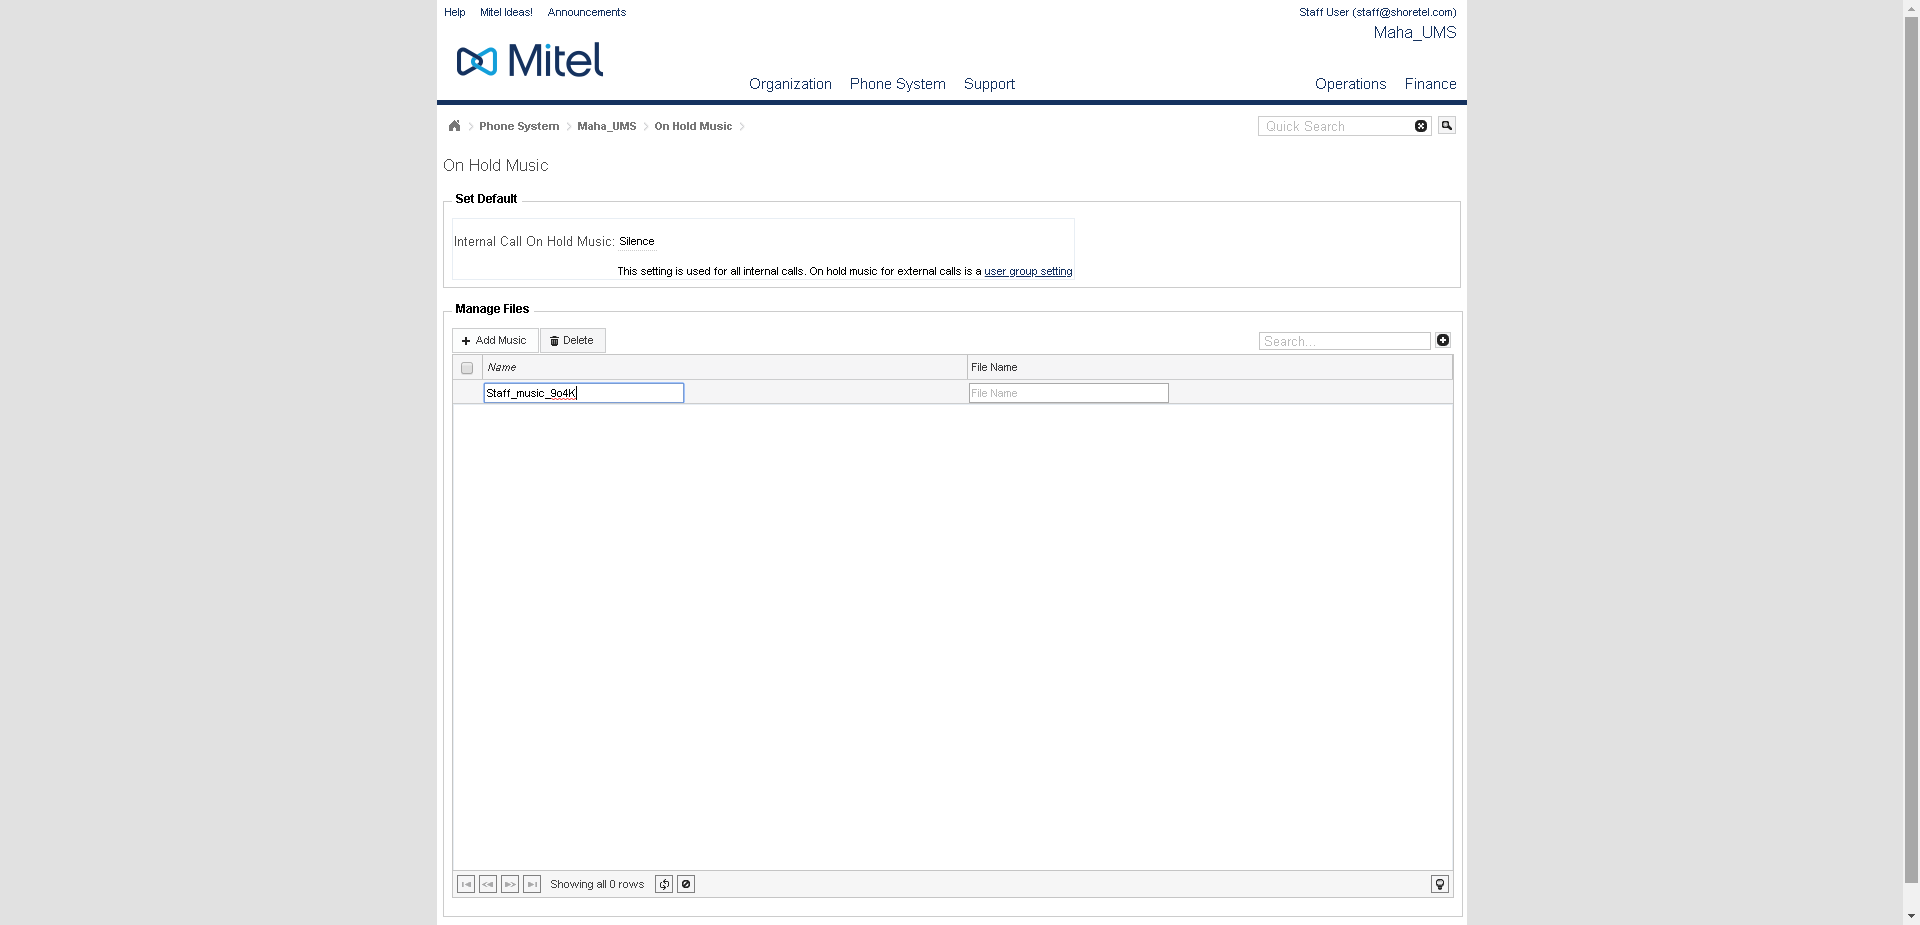 Help Mitel Ideas! Announcements Staff User (staff@shoretel.com)
Maha_UMS
Mitel
Organization Phone System Support Operations Finance
Phone System Maha_UMS On Hold Music Quick Search
On Hold Music
Set Default
Internal Call On Hold Music: Silence
This setting is used for all internal calls. On hold music for external calls is a user group setting
Manage Files
Add Music Delete Search...
Name File Name
Staff_music_9o4K File Name
Showing all 0 rows